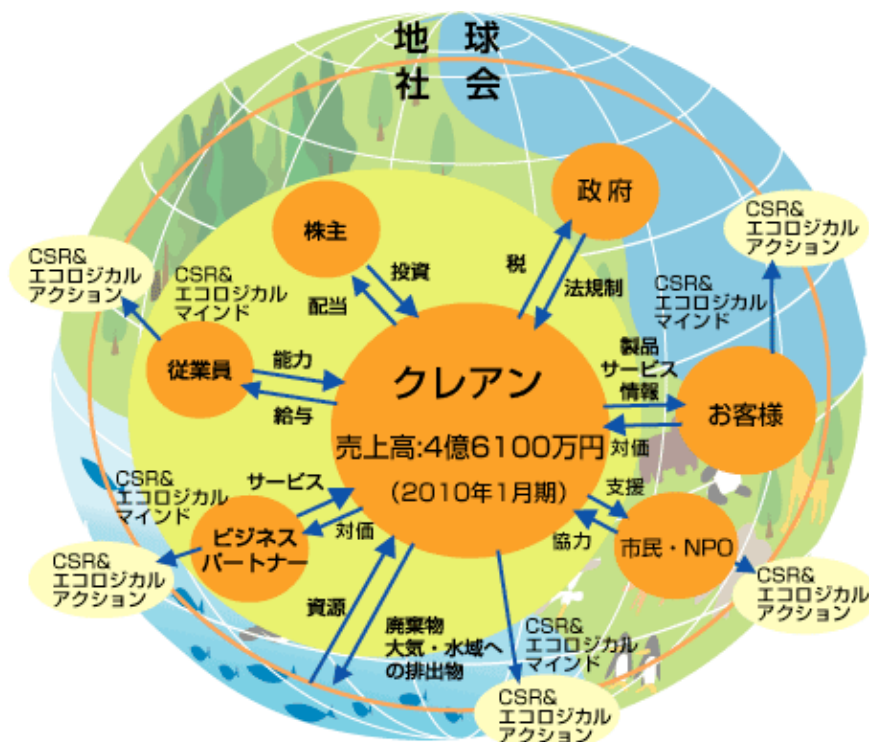 地球
社会
政府
株主
CSR&
エコロジカル
アクション
CSR&
エコロジカル
アクション
CSR&
エコロジカル
マインド
投資
配当
税
法規制
CSR&
エコロジカル
マインド
従業員
能力
給与
クレアン
売上高:4億6100万円
（2010年1月期）
製品
サービス
情報
対価
お客様
CSR&
エコロジカル
マインド
サービス
対価
ビジネス
パートナー
CSR&
エコロジカル
アクション
支援
協力
市民・NPO
CSR&
エコロジカル
アクション
資源
廃棄物
大気・水域へ
の排出物
CSR&
エコロジカル
マインド
CSR&
エコロジカル
アクション